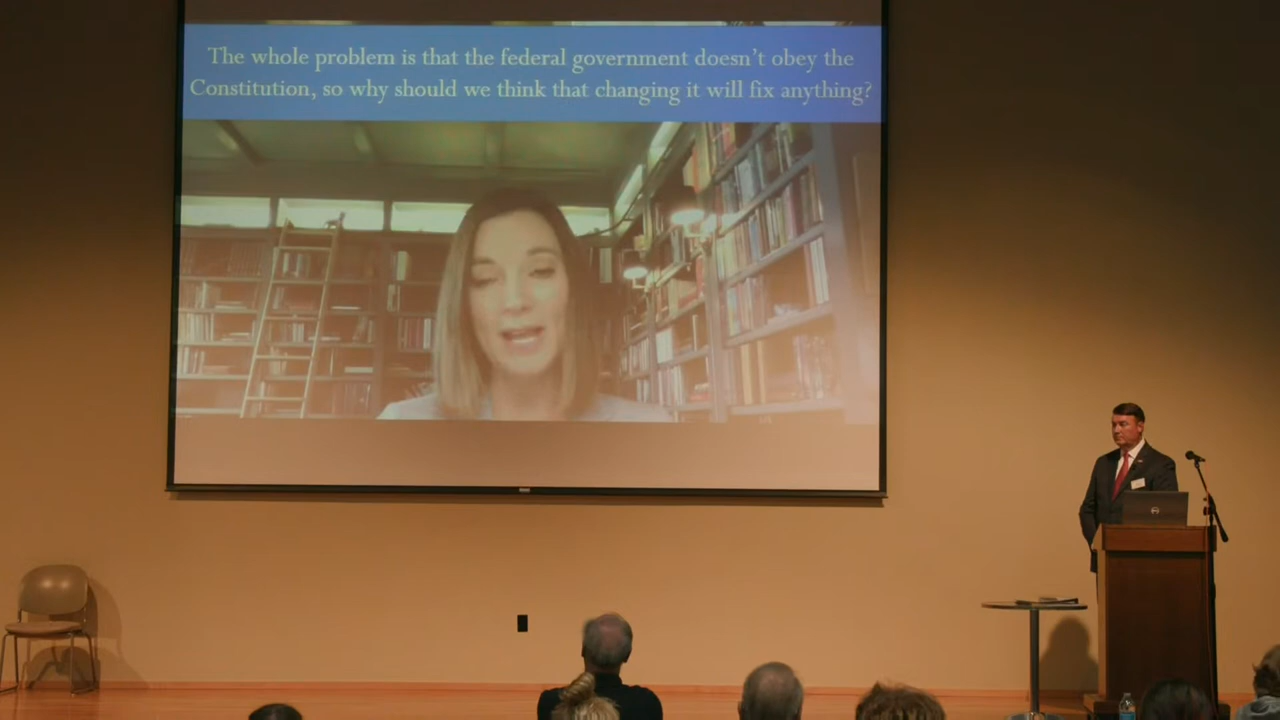 The whole problem is that the federal government doesn't obey the
Constitution, so why should we think that changing it will fix anything?